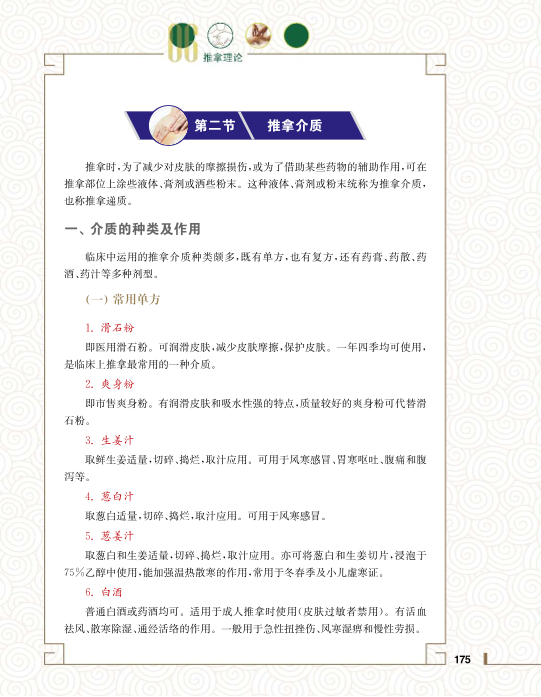 06
推拿理论
第二节 推拿介质
推拿时,为了减少对皮肤的摩擦损伤,或为了借助某些药物的辅助作用,可在
推拿部位上涂些液体、膏剂或洒些粉末。这种液体、膏剂或粉末统称为推拿介质,
也称推拿递质。
一、介质的种类及作用
临床中运用的推拿介质种类颇多,既有单方,也有复方,还有药膏、药散、药
酒、药汁等多种剂型。
(一) 常用单方
1. 滑石粉
即医用滑石粉。可润滑皮肤,减少皮肤摩擦,保护皮肤。一年四季均可使用,
是临床上推拿最常用的一种介质。
2. 爽身粉
即市售爽身粉。有润滑皮肤和吸水性强的特点,质量较好的爽身粉可代替滑
石粉。
3. 生姜汁
取鲜生姜适量,切碎、捣烂,取汁应用。可用于风寒感冒、胃寒呕吐、腹痛和腹
泻等。
4. 葱白汁
取葱白适量,切碎、捣烂,取汁应用。可用于风寒感冒。
5. 葱姜汁
取葱白和生姜适量,切碎、捣烂,取汁应用。亦可将葱白和生姜切片,浸泡于
75%乙醇中使用,能加强温热散寒的作用,常用于冬春季及小儿虚寒证。
6. 白酒
普通白酒或药酒均可。适用于成人推拿时使用(皮肤过敏者禁用)。有活血
祛风、散寒除湿、通经活络的作用。一般用于急性扭挫伤、风寒湿痹和慢性劳损。
175